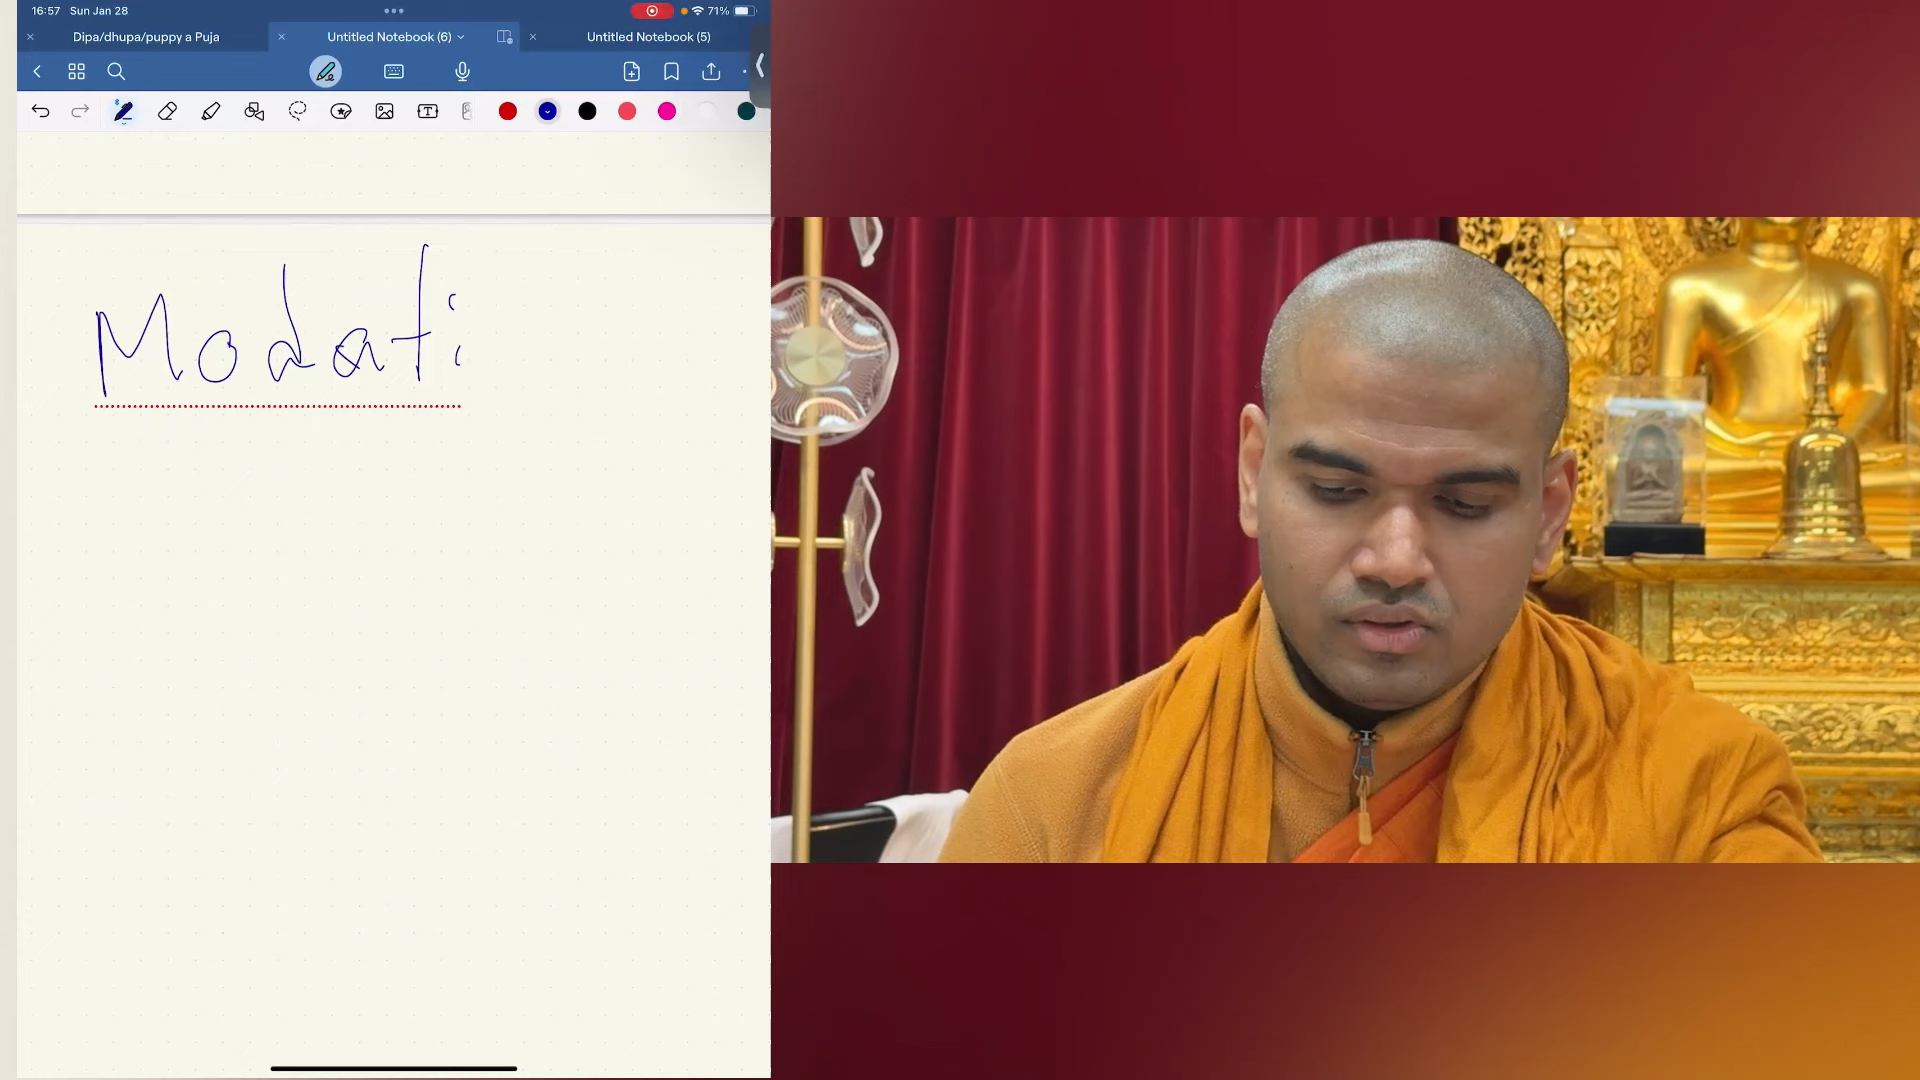 16:57 Sun Jan 28 71%
Dipa/dhupa/puppy a Puja Untitled Notebook (6) Untitled Notebook (5)
Modati